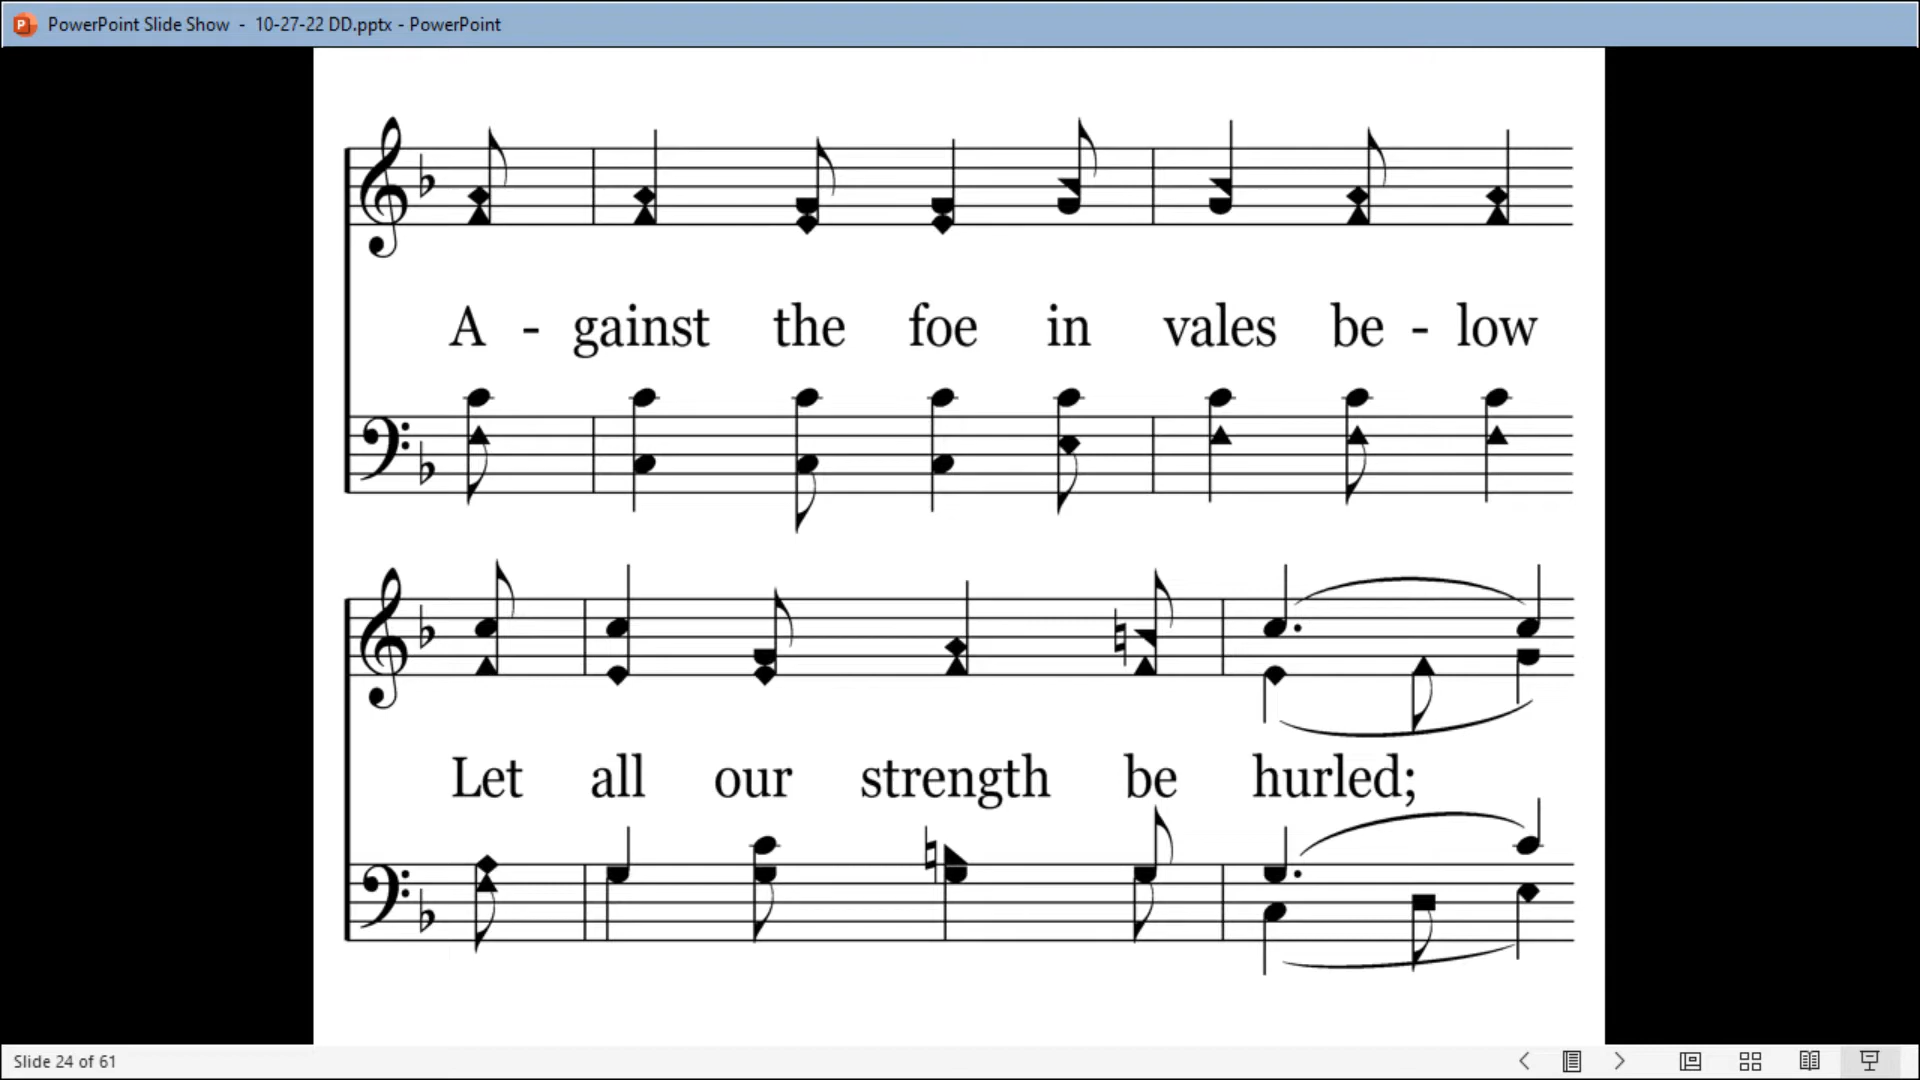 PowerPoint Slide Show - 10-27-22 DD.pptx - PowerPoint
A - gainst the foe in vales be - low
Let all our strength be hurled;
Slide 24 of 61